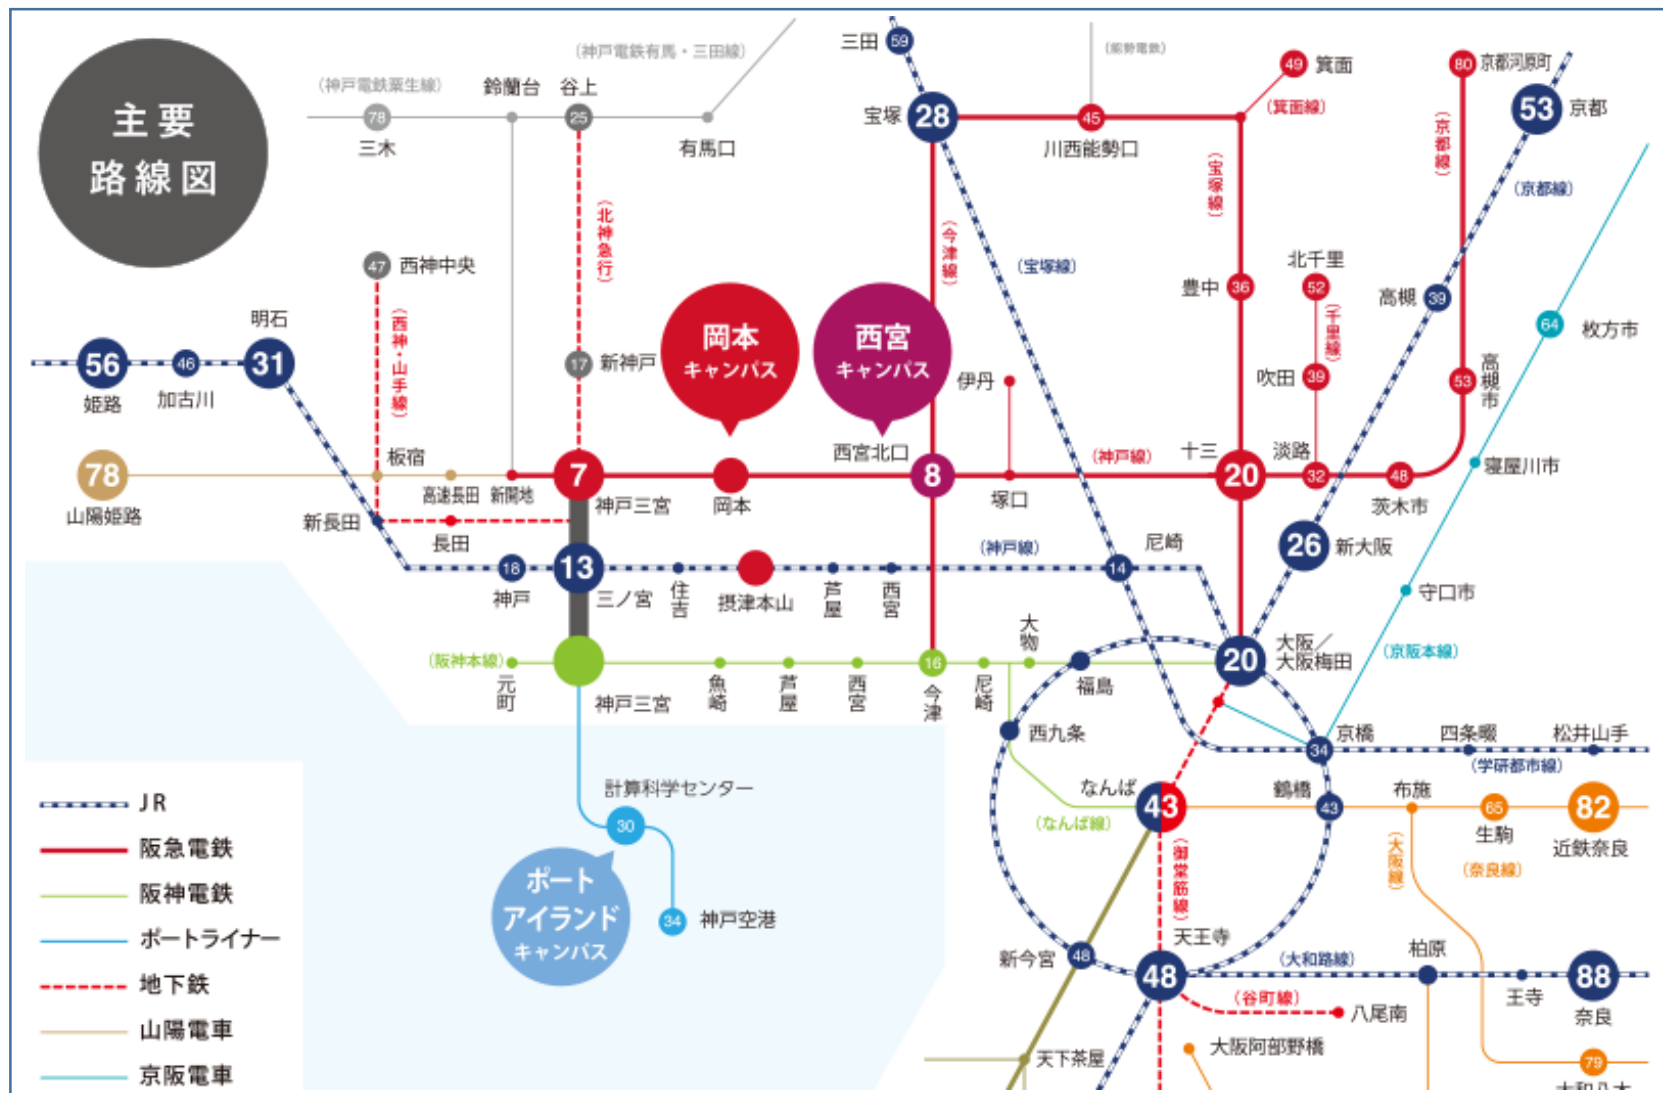 主要
路線図
（神戸電鉄粟生線）
（神戸電鉄有馬・三田線）
鈴蘭台
谷上
78
25
三木
有馬口
三田
59
宝塚
28
（能勢電鉄）
45
川西能勢口
49
箕面
（箕面線）
80
京都河原町
53
京都
（京都線）
（京都線）
（宝塚線）
（今津線）
（宝塚線）
（北神急行）
47
西神中央
（西神・山手線）
明石
56
46
31
姫路
加古川
17
新神戸
岡本
キャンパス
西宮
キャンパス
伊丹
豊中
36
北千里
52
（千里線）
吹田
39
高槻
39
64
枚方市
53
高槻市
78
山陽姫路
板宿
高速長田
新開地
7
神戸三宮
岡本
西宮北口
8
塚口
（神戸線）
十三
20
淡路
32
48
茨木市
寝屋川市
新長田
長田
18
神戸
13
三ノ宮
住吉
摂津本山
芦屋
西宮
（神戸線）
尼崎
14
26
新大阪
守口市
（阪神本線）
元町
神戸三宮
魚崎
芦屋
西宮
16
今津
尼崎
大物
福島
20
大阪／
大阪梅田
（京阪本線）
西九条
京橋
34
四条畷
松井山手
（学研都市線）
計算科学センター
30
なんば
43
（なんば線）
（御堂筋線）
鶴橋
43
布施
65
生駒
82
近鉄奈良
（大阪線）
（奈良線）
ポート
アイランド
キャンパス
34
神戸空港
新今宮
48
天王寺
48
（大和路線）
柏原
王寺
88
奈良
（谷町線）
八尾南
天下茶屋
大阪阿部野橋
79
大和八木
JR
阪急電鉄
阪神電鉄
ポートライナー
地下鉄
山陽電車
京阪電車